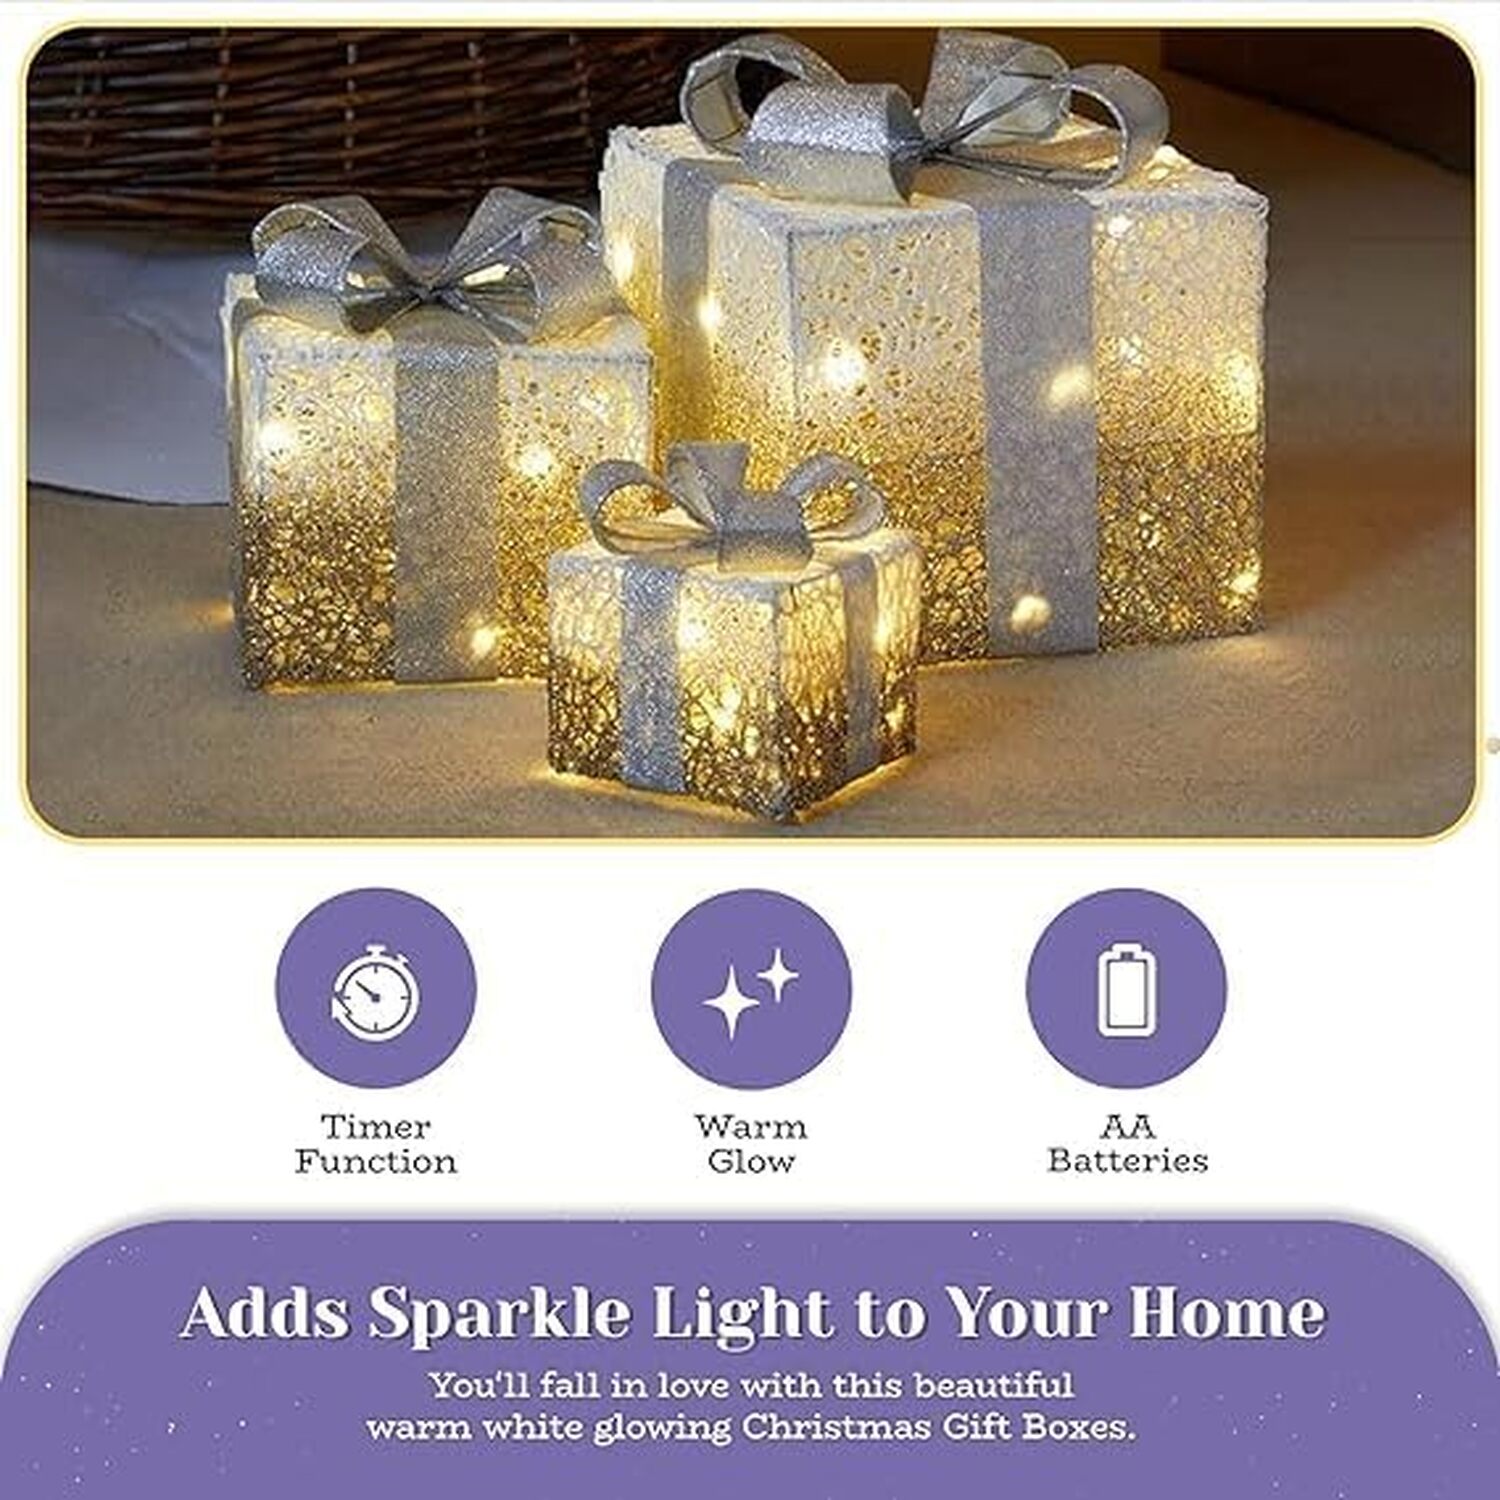 Timer
Function
Warm
Glow
AA
Batteries
Adds Sparkle Light to Your Home
You'll fall in love with this beautiful
warm white glowing Christmas Gift Boxes.